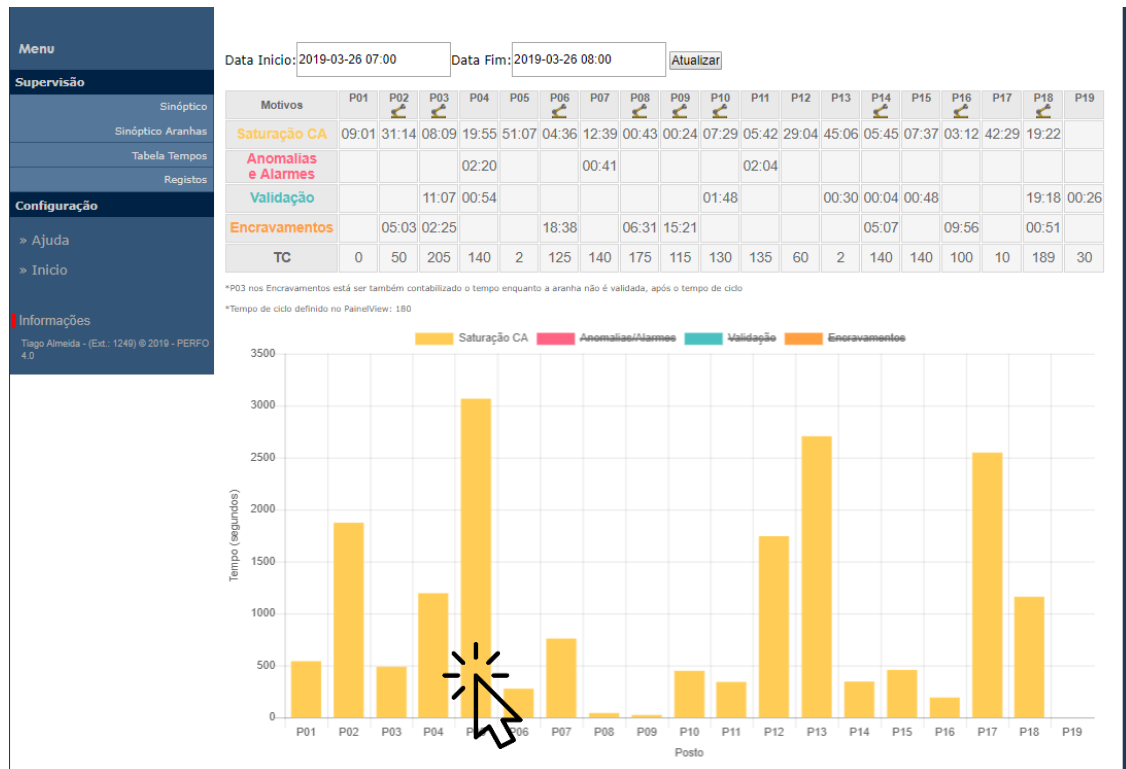 Menu
Supervisão
Sinóptico
Sinóptico Aranhas
Tabela Tempos
Registos
Configuração
» Ajuda
» Inicio
Informações
Tiago Almeida - (Ext.: 1249) © 2019 - PERFO
4.0
Data Inicio: 2019-03-26 07:00 Data Fim: 2019-03-26 08:00 Atualizar
Motivos P01 P02 P03 P04 P05 P06 P07 P08 P09 P10 P11 P12 P13 P14 P15 P16 P17 P18 P19
Saturação CA 09:01 31:14 08:09 19:55 51:07 04:36 12:39 00:43 00:24 07:29 05:42 29:04 45:06 05:45 07:37 03:12 42:29 19:22
Anomalias
e Alarmes 02:20 00:41 02:04
Validação 11:07 00:54 01:48 00:30 00:04 00:48 19:18 00:26
Encravamentos 05:03 02:25 18:38 06:31 15:21 05:07 09:56 00:51
TC 0 50 205 140 2 125 140 175 115 130 135 60 2 140 140 100 10 189 30
*P03 nos Encravamentos está ser também contabilizado o tempo enquanto a aranha não é validada, após o tempo de ciclo
*Tempo de ciclo definido no PainelView: 180
Saturação CA Anomalias/Alarmes Validação Encravamentos
3500
3000
2500
2000
1500
1000
500
0
Tempo (segundos)
P01 P02 P03 P04 P06 P07 P08 P09 P10 P11 P12 P13 P14 P15 P16 P17 P18 P19
Posto